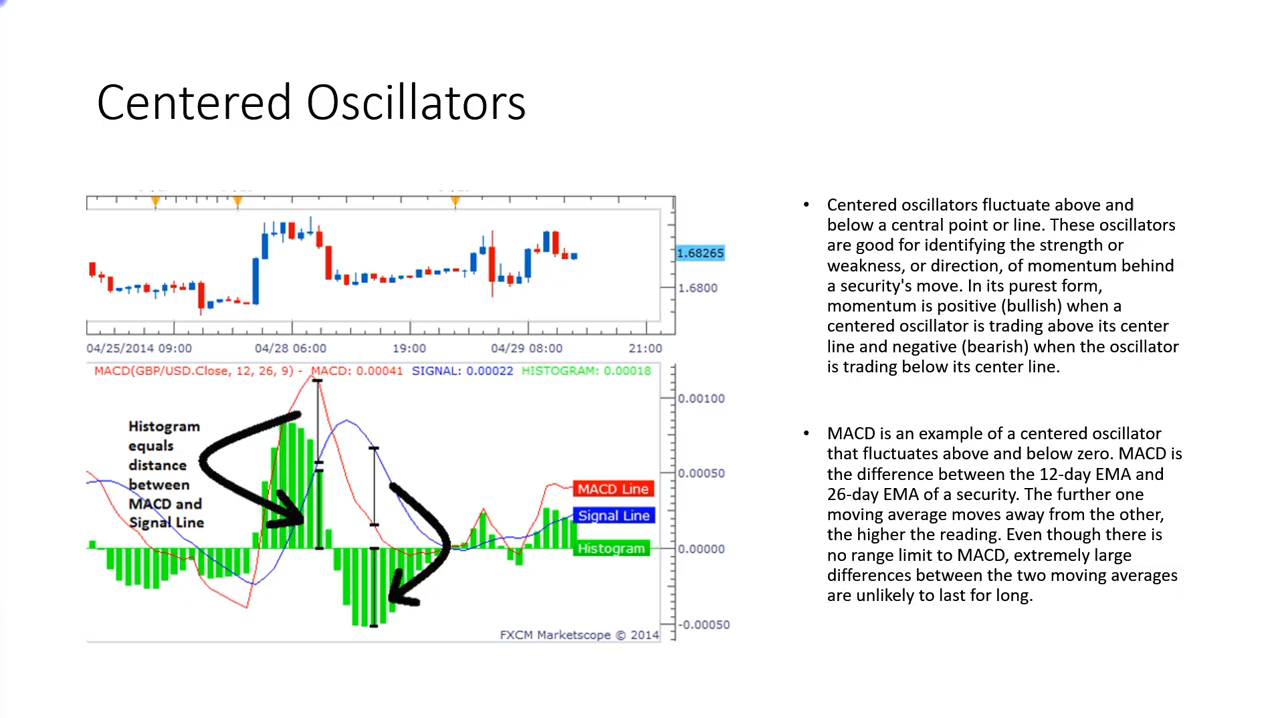 Centered Oscillators
1.68265
1.6800
04/25/2014 09:00
04/28 06:00
19:00
04/29 08:00
21:00
MACD(GBP/USD.Close, 12, 26, 9) - MACD: 0.00041 SIGNAL: 0.00022 HISTOGRAM: 0.00018
0.00100
0.00050
0.00000
-0.00050
Histogram
equals
distance
between
MACD and
Signal Line
MACD Line
Signal Line
Histogram
FXCM Marketscope © 2014
• Centered oscillators fluctuate above and
below a central point or line. These oscillators
are good for identifying the strength or
weakness, or direction, of momentum behind
a security's move. In its purest form,
momentum is positive (bullish) when a
centered oscillator is trading above its center
line and negative (bearish) when the oscillator
is trading below its center line.
• MACD is an example of a centered oscillator
that fluctuates above and below zero. MACD is
the difference between the 12-day EMA and
26-day EMA of a security. The further one
moving average moves away from the other,
the higher the reading. Even though there is
no range limit to MACD, extremely large
differences between the two moving averages
are unlikely to last for long.